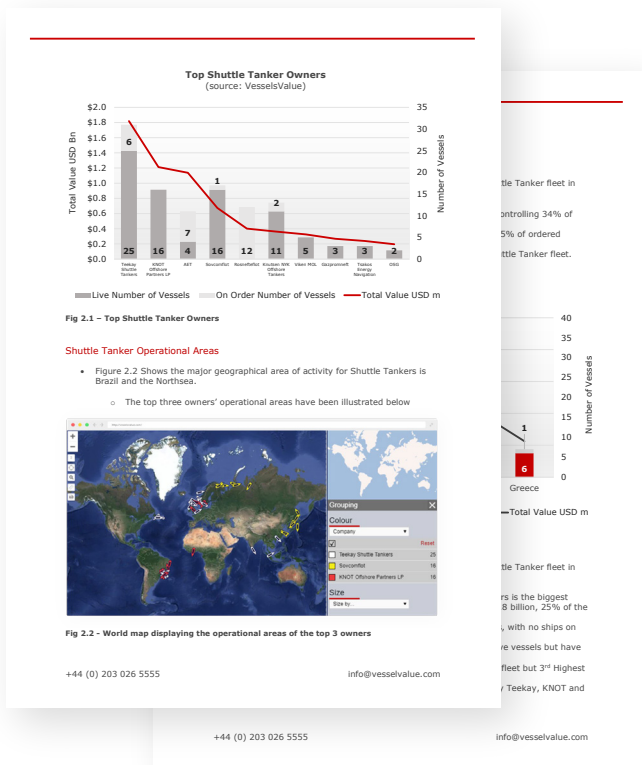 Top Shuttle Tanker Owners
(source: VesselsValue)
$2.0
$1.8
$1.6
$1.4
$1.2
$1.0
$0.8
$0.6
$0.4
$0.2
$0.0
Total Value USD Bn
35
30
25
20
15
10
5
0
Number of Vessels
6
1
2
7
25 16 4 16 12 11 5 3 3 2
Teekay Shuttle Tankers
KNOT Offshore Partners LP
AET
Sovcomflot
Rosnefteflot
Knutsen NYK Offshore Tankers
Viken MOL
Gazpromneft
Tsakos Energy Navigation
OSG
Live Number of Vessels On Order Number of Vessels Total Value USD m
Fig 2.1 – Top Shuttle Tanker Owners
Shuttle Tanker Operational Areas
• Figure 2.2 Shows the major geographical area of activity for Shuttle Tankers is
Brazil and the Northsea.
o The top three owners' operational areas have been illustrated below
Grouping
Colour
Company
Reset
Teekay Shuttle Tankers 25
Sovcomflot 16
KNOT Offshore Partners LP 16
Size
Size by...
Fig 2.2 - World map displaying the operational areas of the top 3 owners
+44 (0) 203 026 5555 info@vesselvalue.com
Tanker fleet in
ontrolling 34% of
5% of ordered
ttle Tanker fleet.
40
35
30
25
20
15
10
5
0
Number of Vessels
1
6
Greece
Total Value USD m
tle Tanker fleet in
rs is the biggest
8 billion, 25% of the
, with no ships on
e vessels but have
fleet but 3rd Highest
Teekay, KNOT and
+44 (0) 203 026 5555 info@vesselvalue.com